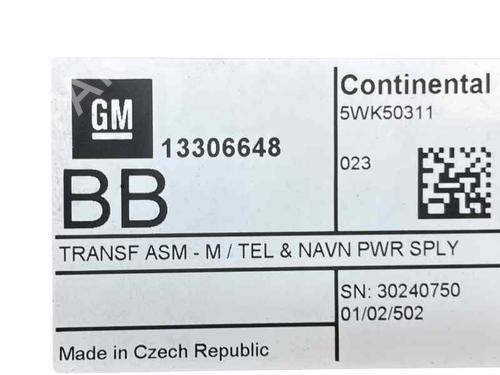 GM
13306648
BB
Continental
5WK50311
023
TRANSF ASM - M / TEL & NAVN PWR SPLY
SN: 30240750
01/02/502
Made in Czech Republic